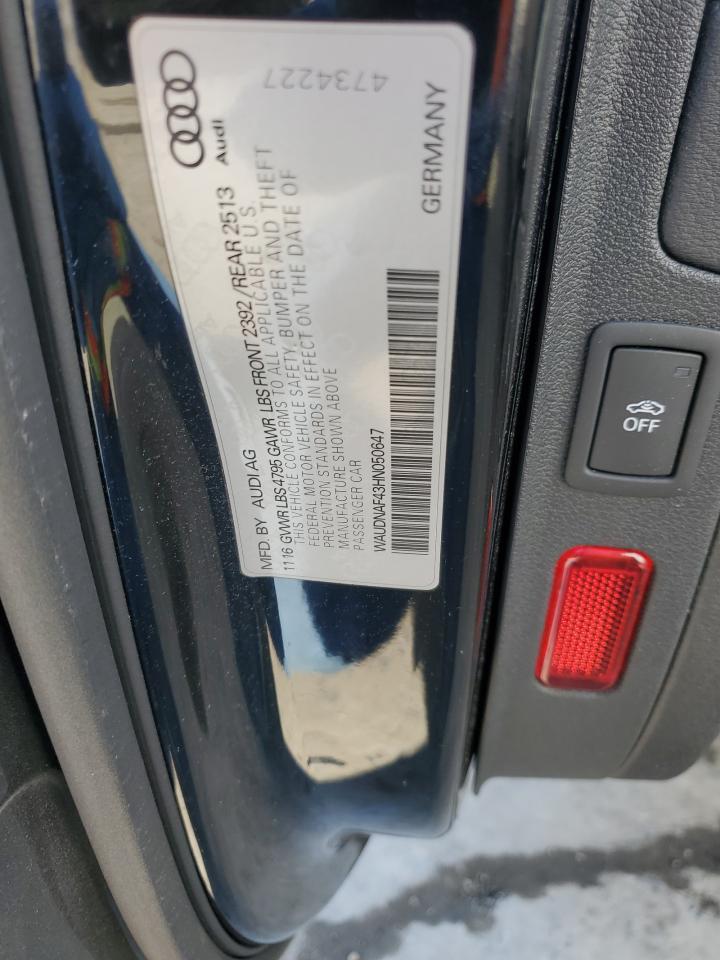 4734227
Audi
GERMANY
MFD. BY AUDI AG
11 16 GVWR LBS 4795 GAWR LBS FRONT 2392 / REAR 2513
THIS VEHICLE CONFORMS TO ALL APPLICABLE U.S.
FEDERAL MOTOR VEHICLE SAFETY, BUMPER AND THEFT
PREVENTION STANDARDS IN EFFECT ON THE DATE OF
MANUFACTURE SHOWN ABOVE
PASSENGER CAR
WAUDNAF43HN050647
OFF